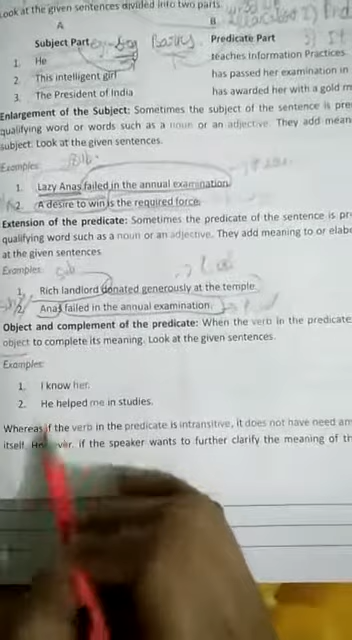 Look at the given sentences divided into two parts.
A B
Subject Part Predicate Part
1. He teaches Information Practices.
2. This intelligent girl has passed her examination in
3. The President of India has awarded her with a gold m
Enlargement of the Subject: Sometimes the subject of the sentence is pre
qualifying word or words such as a noun or an adjective. They add mean
subject. Look at the given sentences.
Examples:
1. Lazy Anas failed in the annual examination.
2. A desire to win is the required force.
Extension of the predicate: Sometimes the predicate of the sentence is pr
qualifying word such as a noun or an adjective. They add meaning to or elabo
at the given sentences
Examples: Sub
1. Rich landlord donated generously at the temple.
2. Anas failed in the annual examination.
Object and complement of the predicate: When the verb in the predicate
object to complete its meaning. Look at the given sentences.
Examples:
1. I know her.
2. He helped me in studies.
Whereas if the verb in the predicate is intransitive, it does not have need an
itself. However, if the speaker wants to further clarify the meaning of th